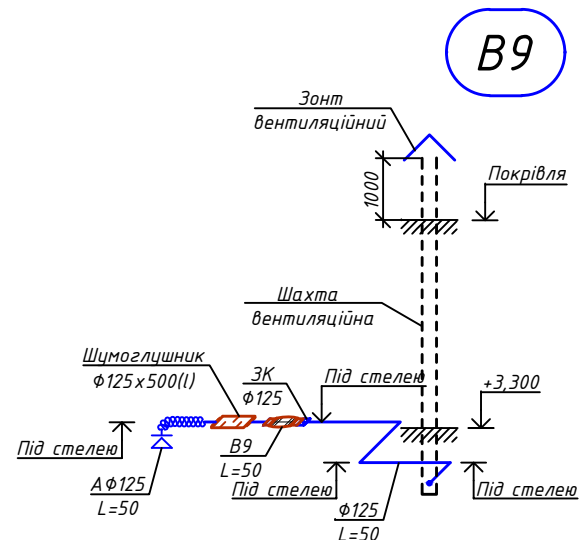 В9
Зонт
вентиляційний
1000
Покрівля
Шахта
вентиляційна
Шумоглушник
Ф125х500(l)
ЗК
Ф125
Під стелею
+3,300
Під стелею
АФ125
L=50
В9
L=50
Під стелею
Ф125
L=50
Під стелею